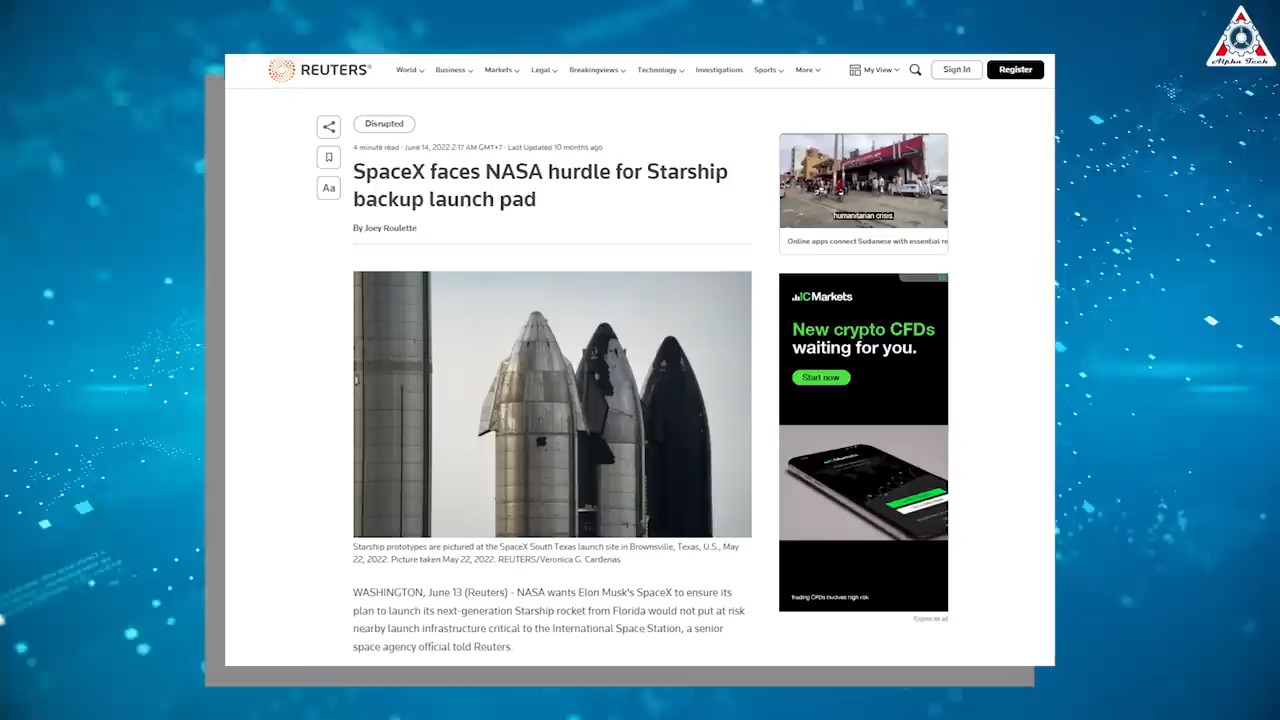 Alpha Tech
REUTERS®
World Business Markets Legal Breakingviews Technology Investigations Sports More My View Sign In Register
Disrupted
4 minute read · June 14, 2022 2:17 AM GMT+7 · Last Updated 10 months ago
SpaceX faces NASA hurdle for Starship
backup launch pad
Aa
By Joey Roulette
humanitarian crisis.
Online apps connect Sudanese with essential re
ICMarkets
New crypto CFDs
waiting for you.
Start now
ICMarkets
Trading CFDs involves high risk
Report an ad
Starship prototypes are pictured at the SpaceX South Texas launch site in Brownsville, Texas, U.S., May
22, 2022. Picture taken May 22, 2022. REUTERS/Veronica G. Cardenas
WASHINGTON, June 13 (Reuters) - NASA wants Elon Musk's SpaceX to ensure its
plan to launch its next-generation Starship rocket from Florida would not put at risk
nearby launch infrastructure critical to the International Space Station, a senior
space agency official told Reuters.